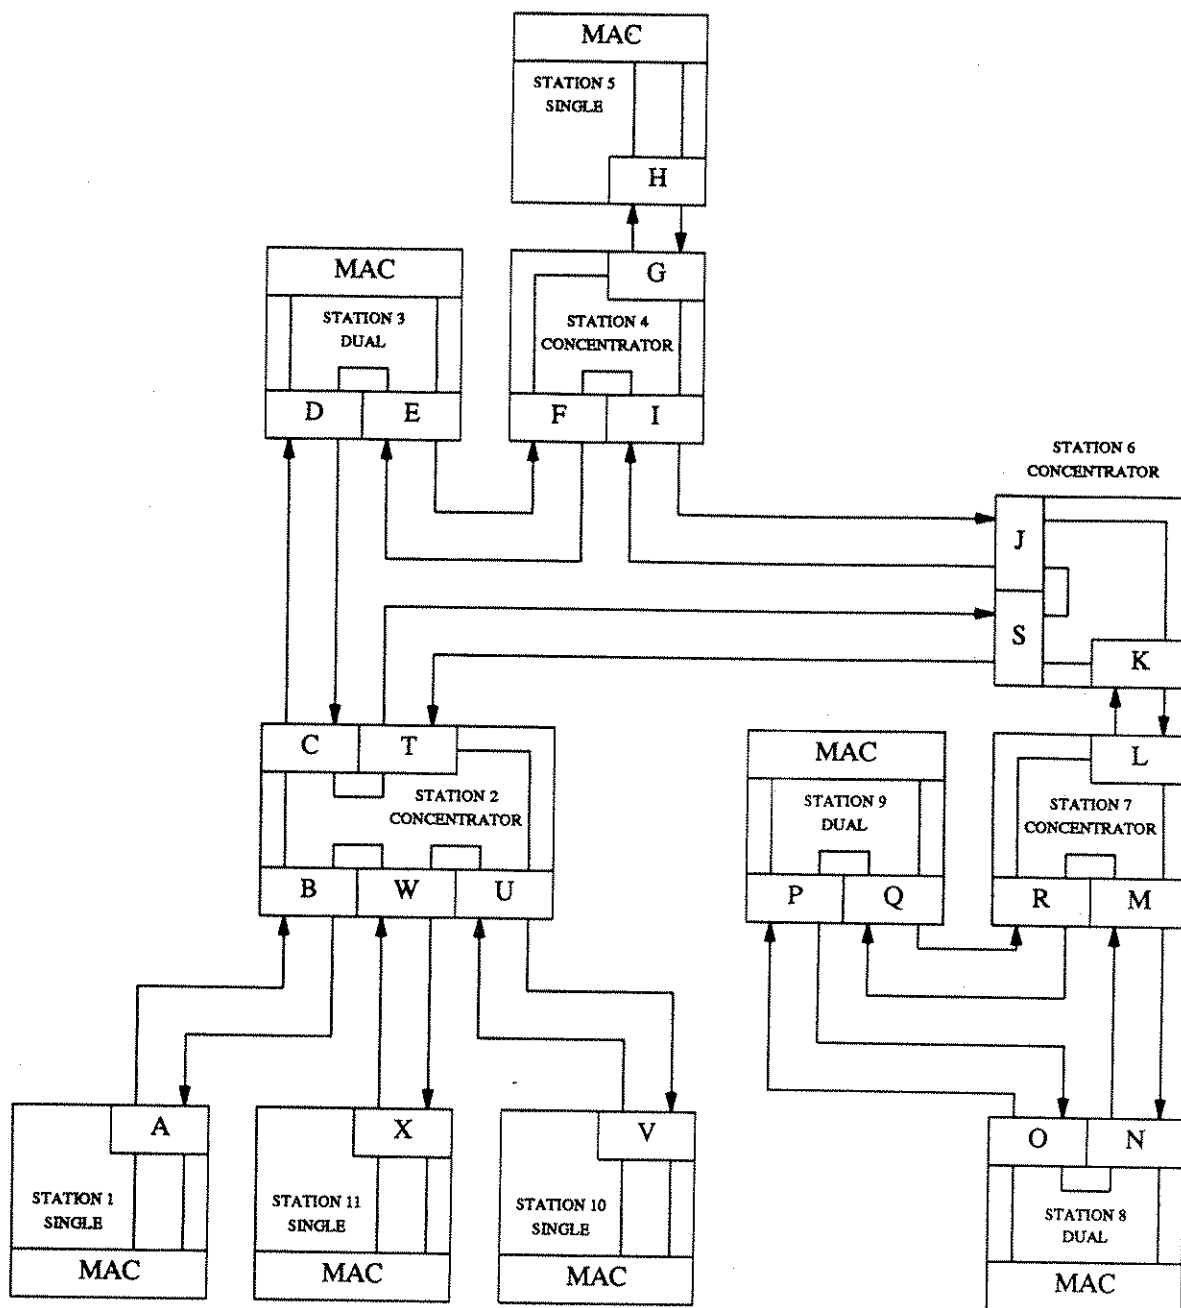 MAC
STATION 5
SINGLE
H
MAC
STATION 3
DUAL
D E
G
STATION 4
CONCENTRATOR
F I
STATION 6
CONCENTRATOR
J
S
K
C T
STATION 2
CONCENTRATOR
B W U
MAC
STATION 9
DUAL
P Q
L
STATION 7
CONCENTRATOR
R M
A
STATION 1
SINGLE
MAC
X
STATION 11
SINGLE
MAC
V
STATION 10
SINGLE
MAC
O N
STATION 8
DUAL
MAC